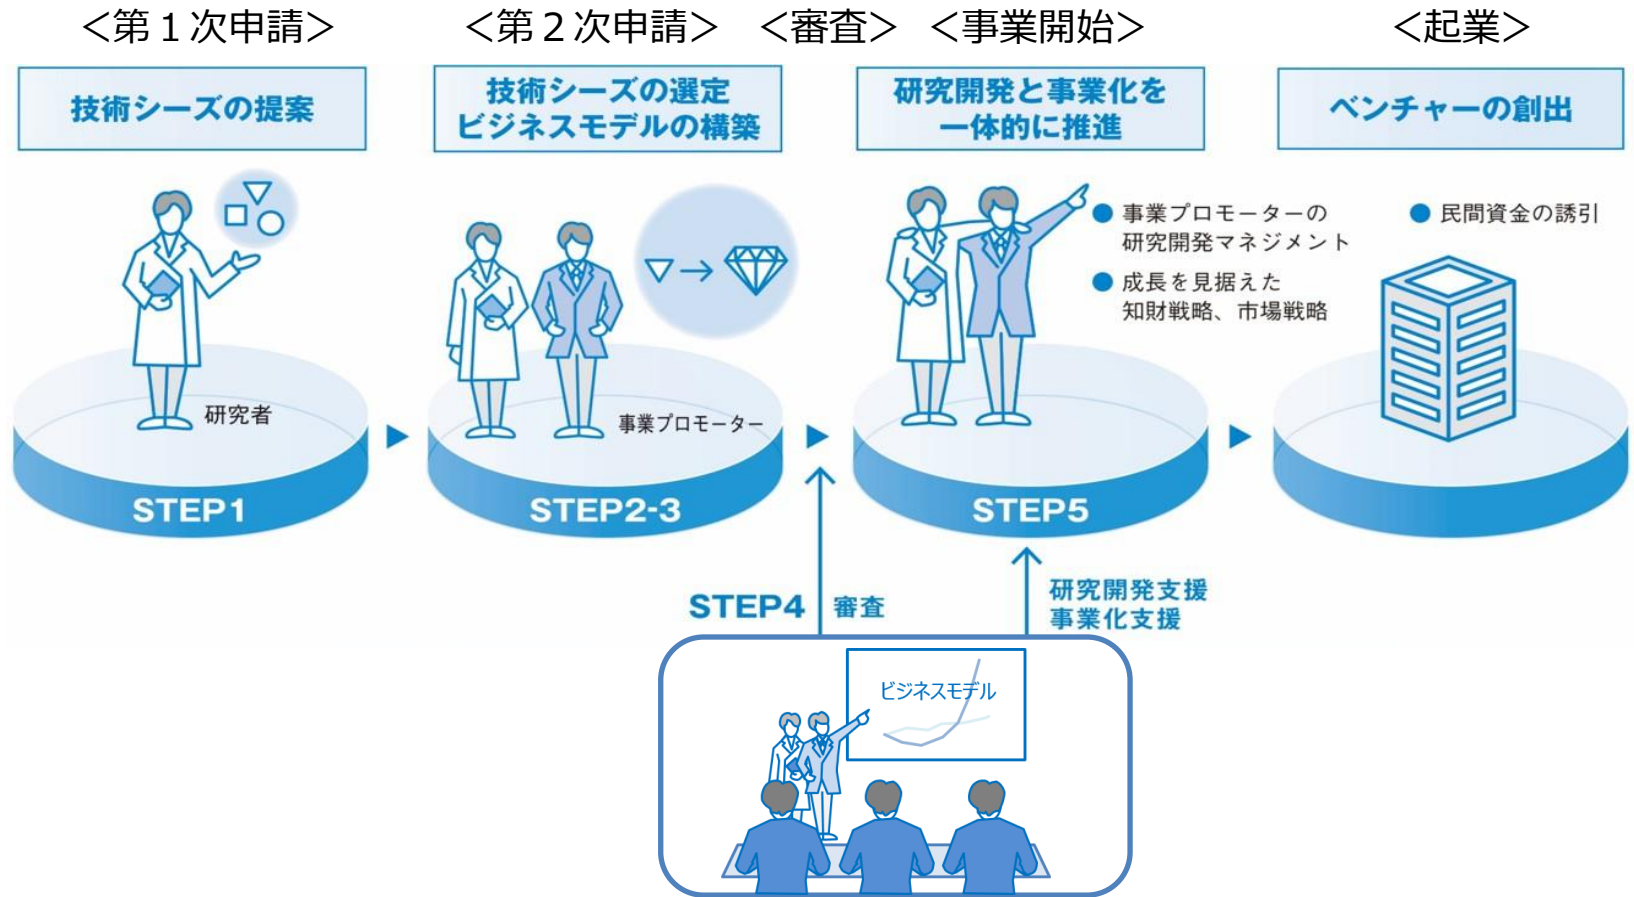 ＜第１次申請＞
＜第２次申請＞
＜審査＞
＜事業開始＞
＜起業＞
技術シーズの提案
技術シーズの選定
ビジネスモデルの構築
研究開発と事業化を
一体的に推進
ベンチャーの創出
● 事業プロモーターの
研究開発マネジメント
● 成長を見据えた
知財戦略、市場戦略
● 民間資金の誘引
研究者
事業プロモーター
STEP1
STEP2-3
STEP5
STEP4
審査
研究開発支援
事業化支援
ビジネスモデル